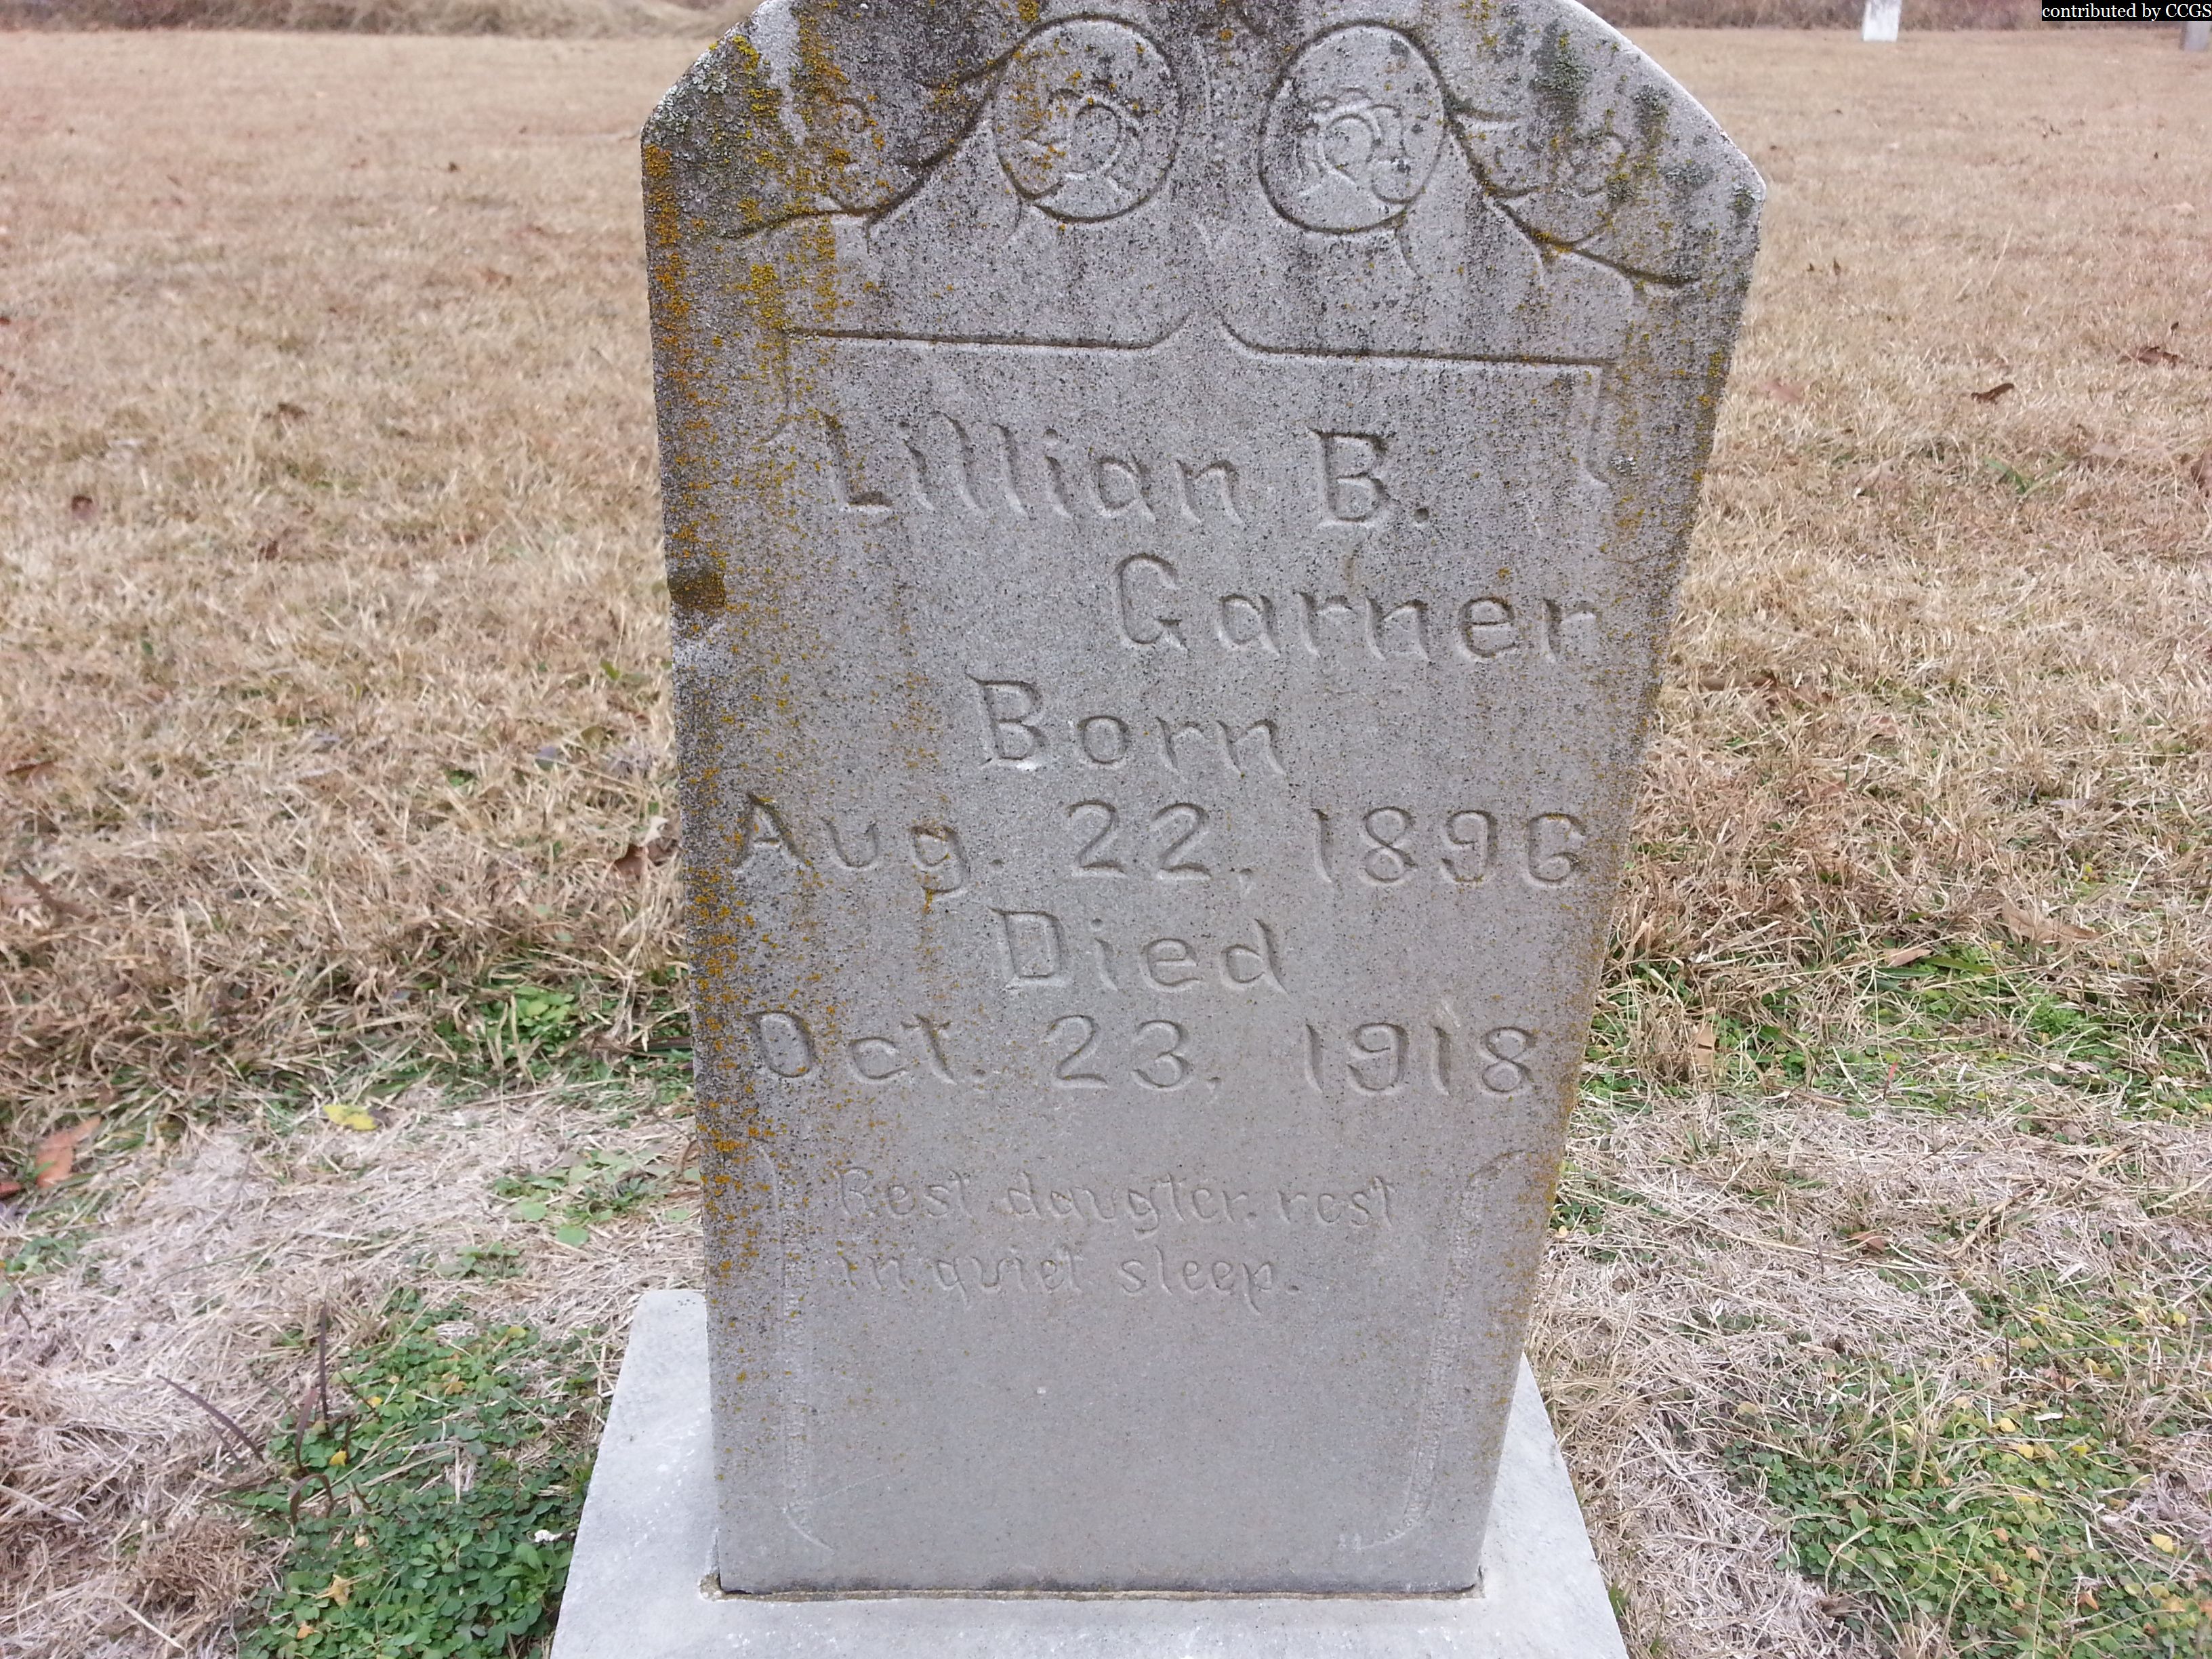 contributed by CCGS
Lillian B.
Garner
Born
Aug. 22, 1896
Died
Oct. 23, 1918
Rest daugter, rest
in quiet sleep.